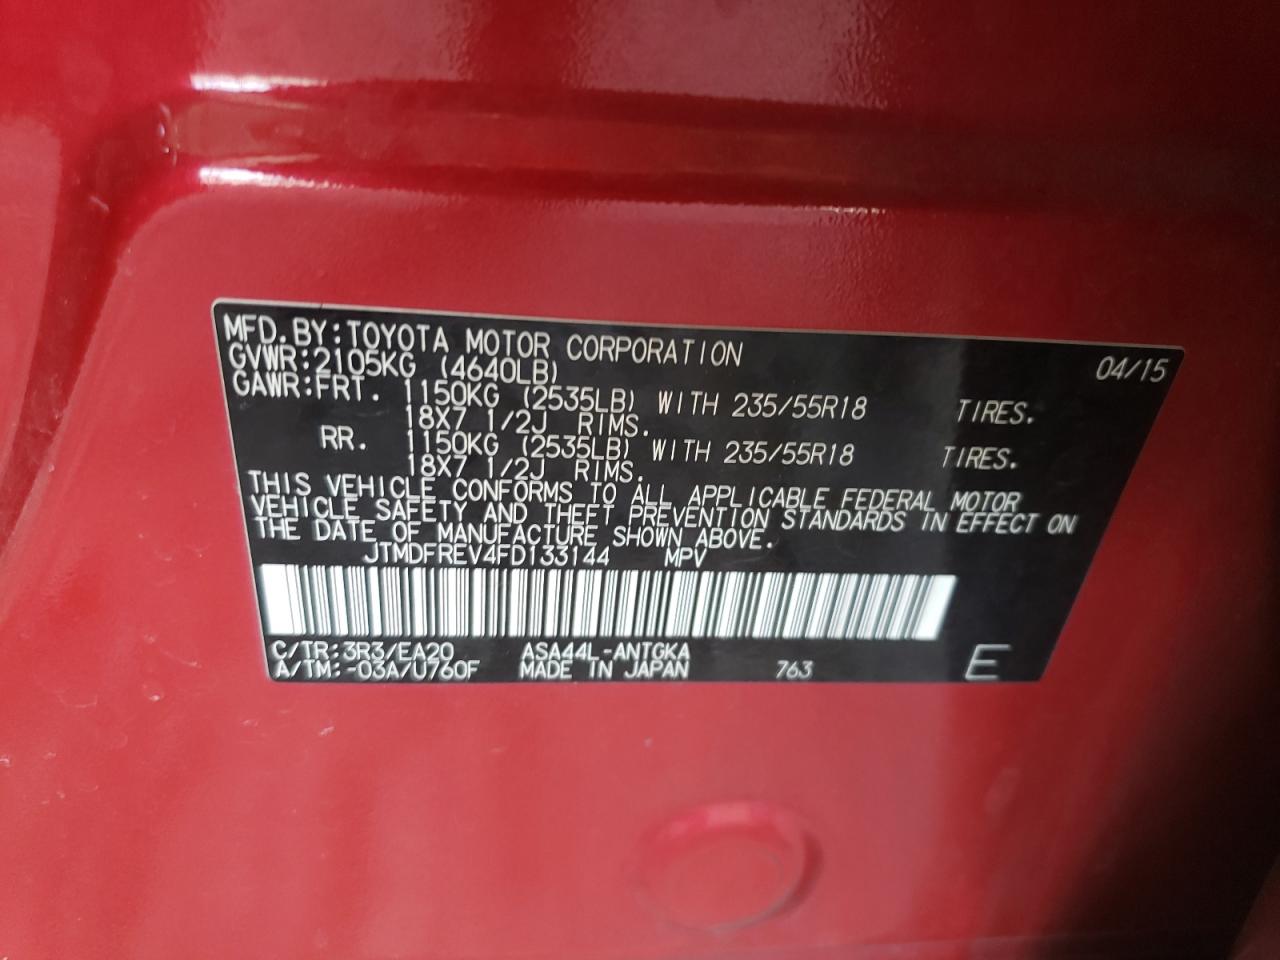 MFD.BY:TOYOTA MOTOR CORPORATION 04/15
GVWR:2105KG (4640LB)
GAWR:FRT. 1150KG (2535LB) WITH 235/55R18 TIRES.
18X7 1/2J RIMS.
RR. 1150KG (2535LB) WITH 235/55R18 TIRES.
18X7 1/2J RIMS.
THIS VEHICLE CONFORMS TO ALL APPLICABLE FEDERAL MOTOR
VEHICLE SAFETY AND THEFT PREVENTION STANDARDS IN EFFECT ON
THE DATE OF MANUFACTURE SHOWN ABOVE.
JTMDFREV4FD133144 MPV
C/TR:3R3/EA20 ASA44L-ANTGKA
A/TM:-03A/U760F MADE IN JAPAN 763 E